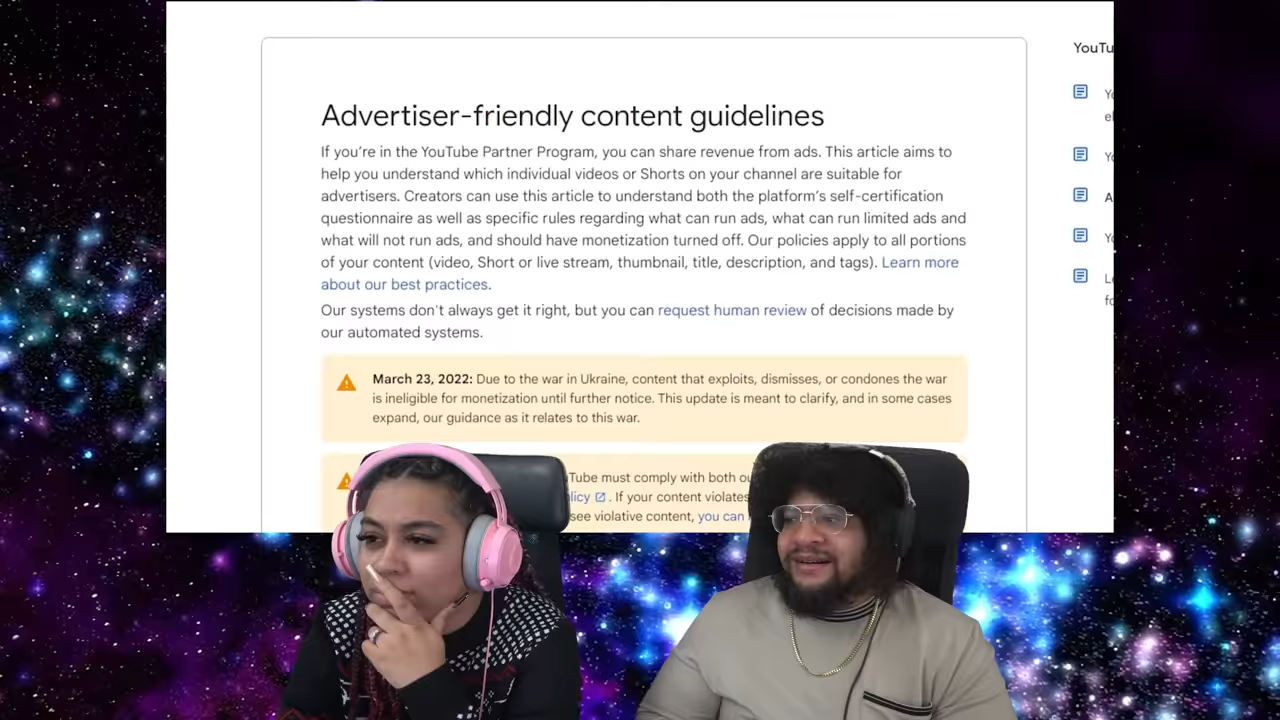 Advertiser-friendly content guidelines
If you're in the YouTube Partner Program, you can share revenue from ads. This article aims to
help you understand which individual videos or Shorts on your channel are suitable for
advertisers. Creators can use this article to understand both the platform's self-certification
questionnaire as well as specific rules regarding what can run ads, what can run limited ads and
what will not run ads, and should have monetization turned off. Our policies apply to all portions
of your content (video, Short or live stream, thumbnail, title, description, and tags). Learn more
about our best practices.
Our systems don't always get it right, but you can request human review of decisions made by
our automated systems.
March 23, 2022: Due to the war in Ukraine, content that exploits, dismisses, or condones the war
is ineligible for monetization until further notice. This update is meant to clarify, and in some cases
expand, our guidance as it relates to this war.
must comply with both
. If your content violates
see violative content, you can